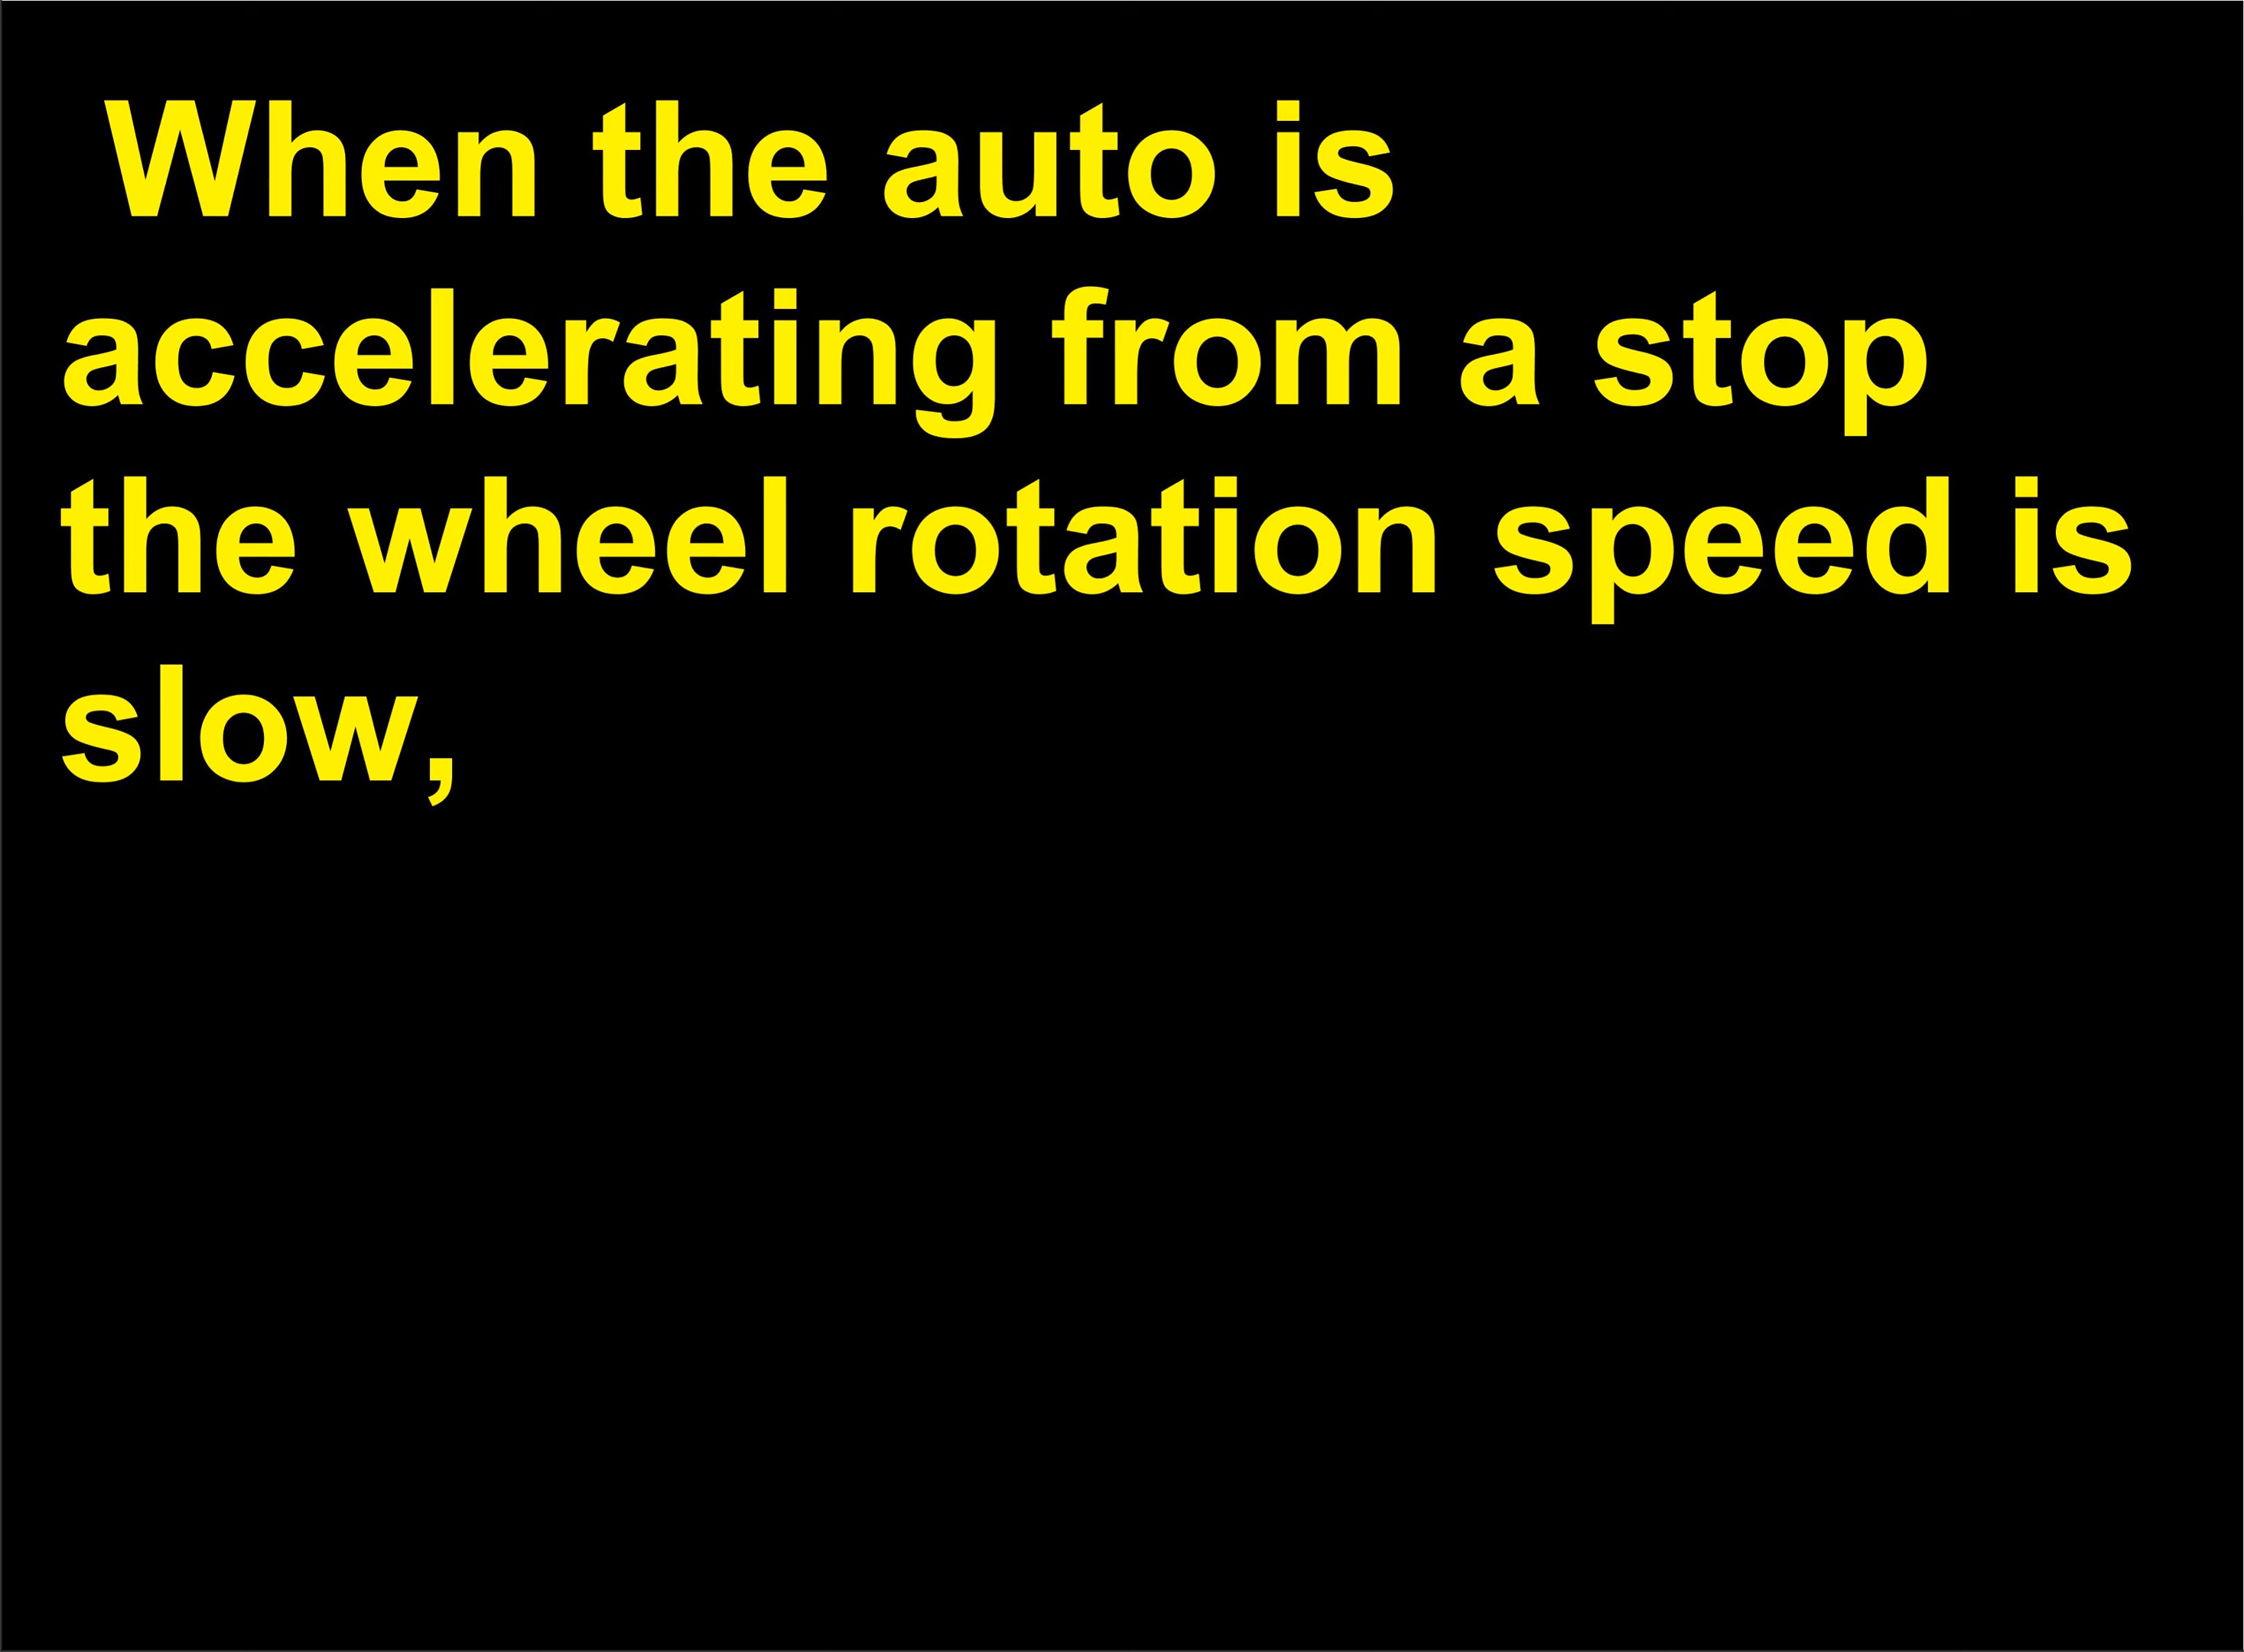 When the auto is
accelerating from a stop
the wheel rotation speed is
slow,